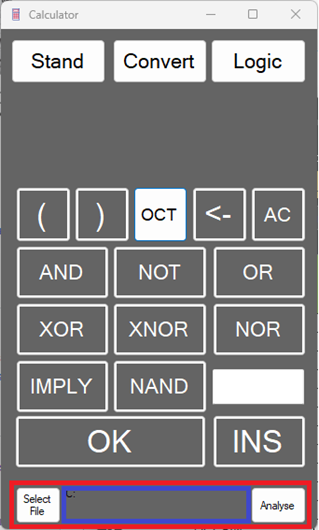 Calculator
Stand Convert Logic
( ) OCT <- AC
AND NOT OR
XOR XNOR NOR
IMPLY NAND
OK INS
Select
File
C:
Analyse